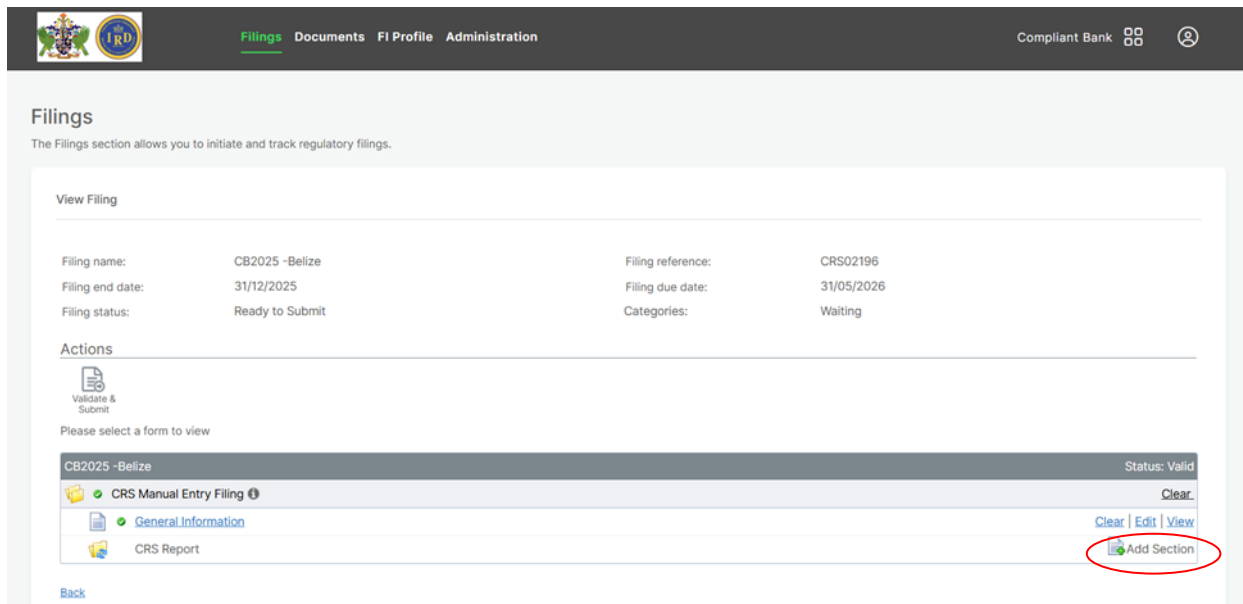 IRD
Filings Documents FI Profile Administration Compliant Bank
Filings
The Filings section allows you to initiate and track regulatory filings.
View Filing
Filing name: CB2025 -Belize Filing reference: CRS02196
Filing end date: 31/12/2025 Filing due date: 31/05/2026
Filing status: Ready to Submit Categories: Waiting
Actions
Validate &
Submit
Please select a form to view
CB2025 -Belize Status: Valid
CRS Manual Entry Filing Clear
General Information Clear | Edit | View
CRS Report Add Section
Back